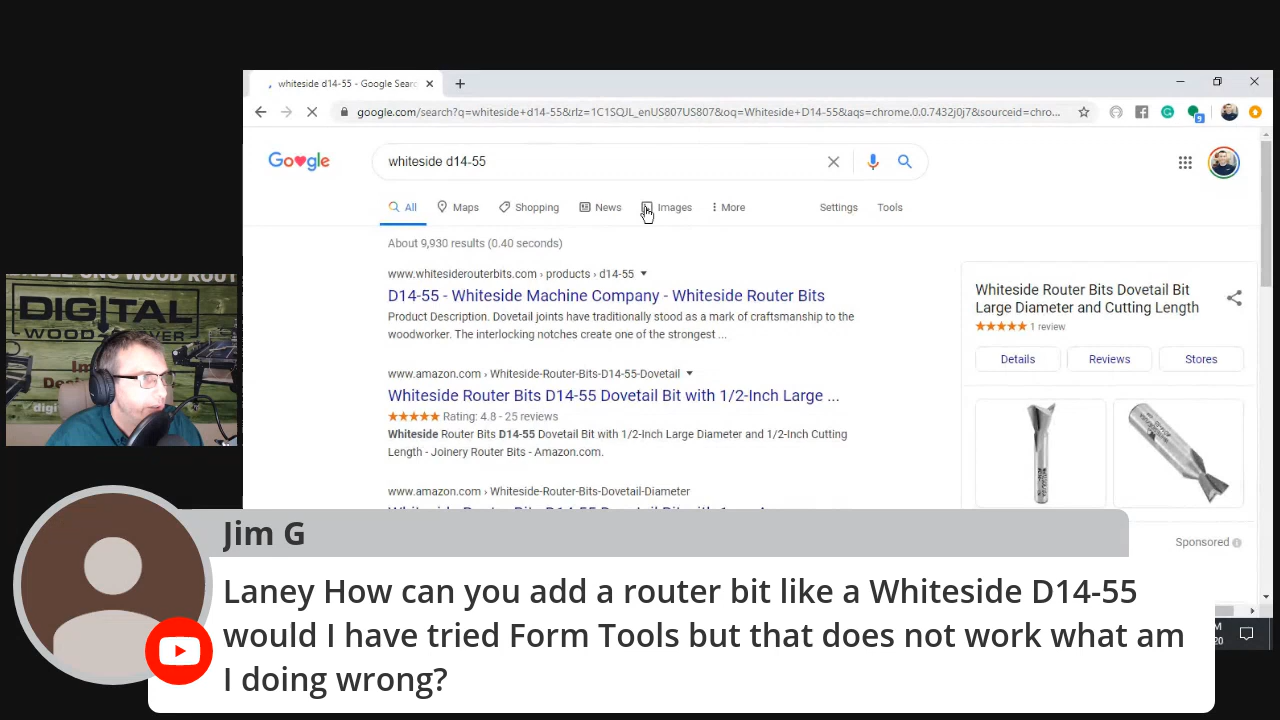 whiteside d14-55 - Google Searc
google.com/search?q=whiteside+d14-55&rlz=1C1SQJL_enUS807US807&oq=Whiteside+D14-55&aqs=chrome.0.0.7432j0j7&sourceid=chro...
Go gle
whiteside d14-55
All Maps Shopping News Images More Settings Tools
About 9,930 results (0.40 seconds)
www.whitesiderouterbits.com › products › d14-55
D14-55 - Whiteside Machine Company - Whiteside Router Bits
Product Description. Dovetail joints have traditionally stood as a mark of craftsmanship to the
woodworker. The interlocking notches create one of the strongest ...
www.amazon.com › Whiteside-Router-Bits-D14-55-Dovetail
Whiteside Router Bits D14-55 Dovetail Bit with 1/2-Inch Large ...
Rating: 4.8 - 25 reviews
Whiteside Router Bits D14-55 Dovetail Bit with 1/2-Inch Large Diameter and 1/2-Inch Cutting
Length - Joinery Router Bits - Amazon.com.
www.amazon.com › Whiteside-Router-Bits-Dovetail-Diameter
Whiteside Router Bits Dovetail Bit
Large Diameter and Cutting Length
1 review
Details Reviews Stores
Sponsored
CNC WOOD ROUT
DIGITAL
WOOD
Jim G
Laney How can you add a router bit like a Whiteside D14-55
would I have tried Form Tools but that does not work what am
I doing wrong?